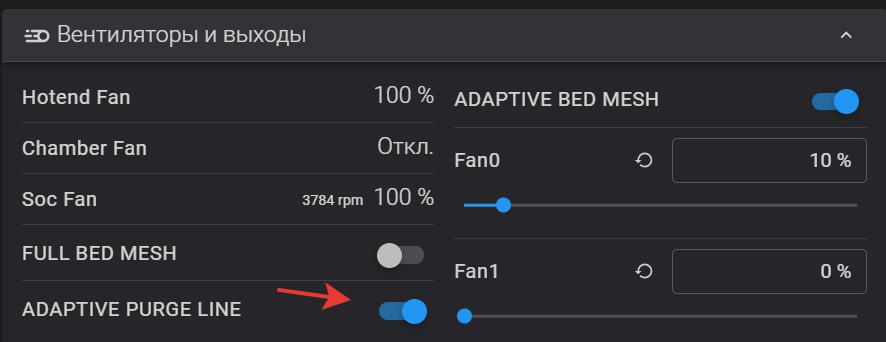 Вентиляторы и выходы
Hotend Fan 100 %
Chamber Fan Откл.
Soc Fan 3784 rpm 100 %
FULL BED MESH
ADAPTIVE PURGE LINE
ADAPTIVE BED MESH
Fan0 10 %
Fan1 0 %